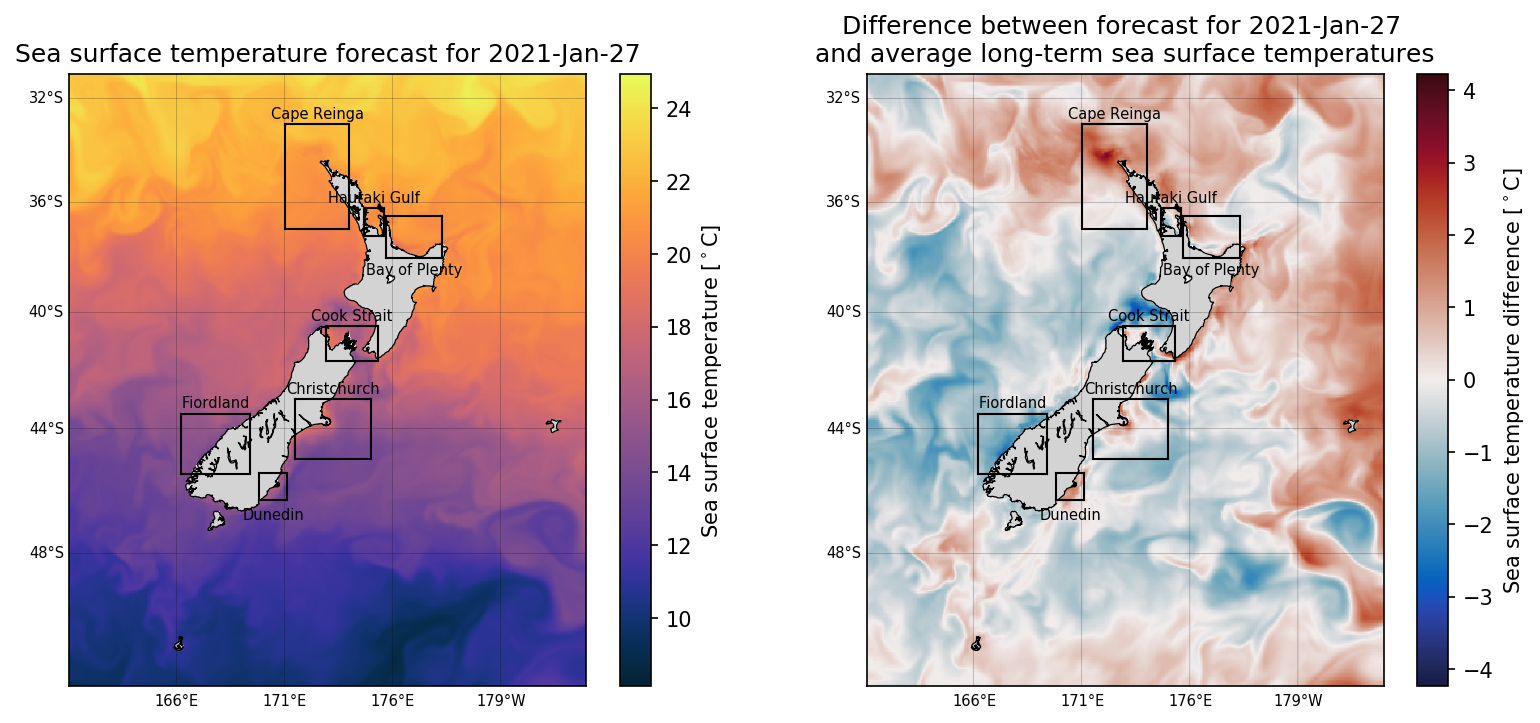 Sea surface temperature forecast for 2021-Jan-27
32°S
36°S
40°S
44°S
48°S
166°E
171°E
176°E
179°W
Cape Reinga
Hauraki Gulf
Bay of Plenty
Cook Strait
Christchurch
Fiordland
Dunedin
24
22
20
18
16
14
12
10
Sea surface temperature [°C]
Difference between forecast for 2021-Jan-27
and average long-term sea surface temperatures
32°S
36°S
40°S
44°S
48°S
166°E
171°E
176°E
179°W
Cape Reinga
Hauraki Gulf
Bay of Plenty
Cook Strait
Christchurch
Fiordland
Dunedin
4
3
2
1
0
−1
−2
−3
−4
Sea surface temperature difference [°C]